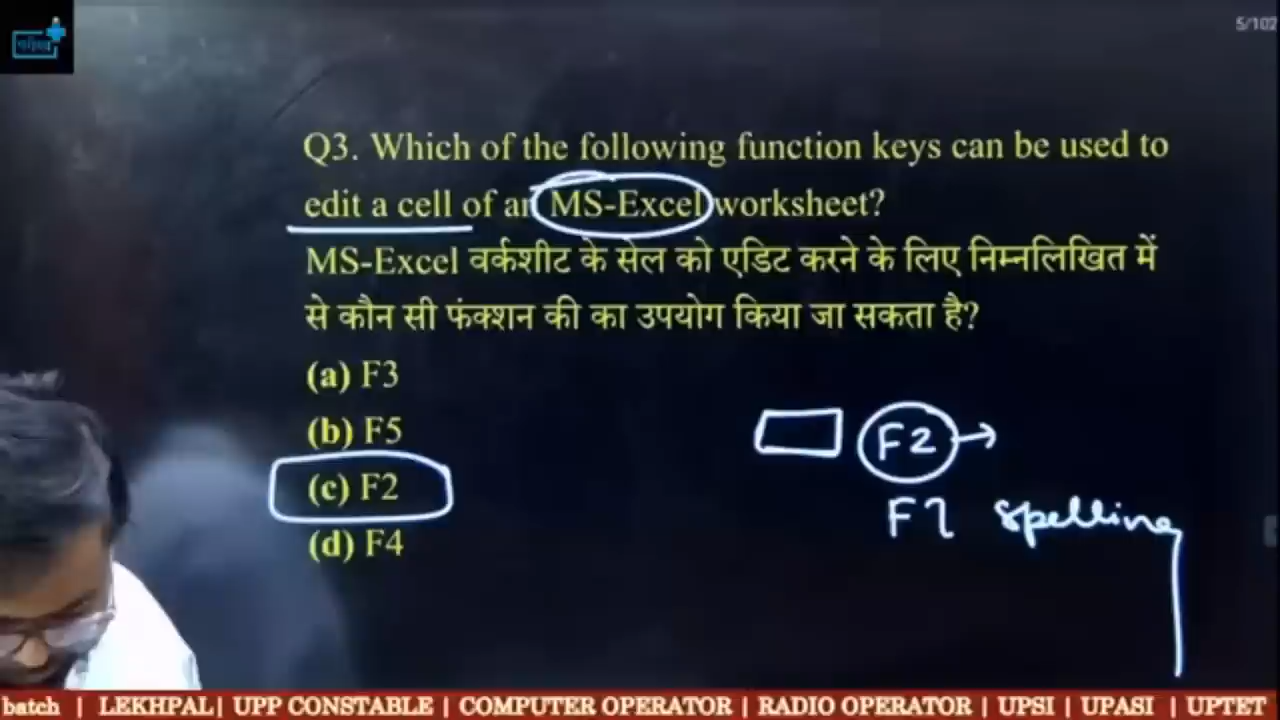 5/102
Q3. Which of the following function keys can be used to
edit a cell of an MS-Excel worksheet?
MS-Excel वर्कशीट के सेल को एडिट करने के लिए निम्नलिखित में
से कौन सी फंक्शन की का उपयोग किया जा सकता है?
(a) F3
(b) F5
(c) F2
(d) F4
F2
F7 spelling
batch | LEKHPAL| UPP CONSTABLE | COMPUTER OPERATOR | RADIO OPERATOR | UPSI | UPASI | UPTET